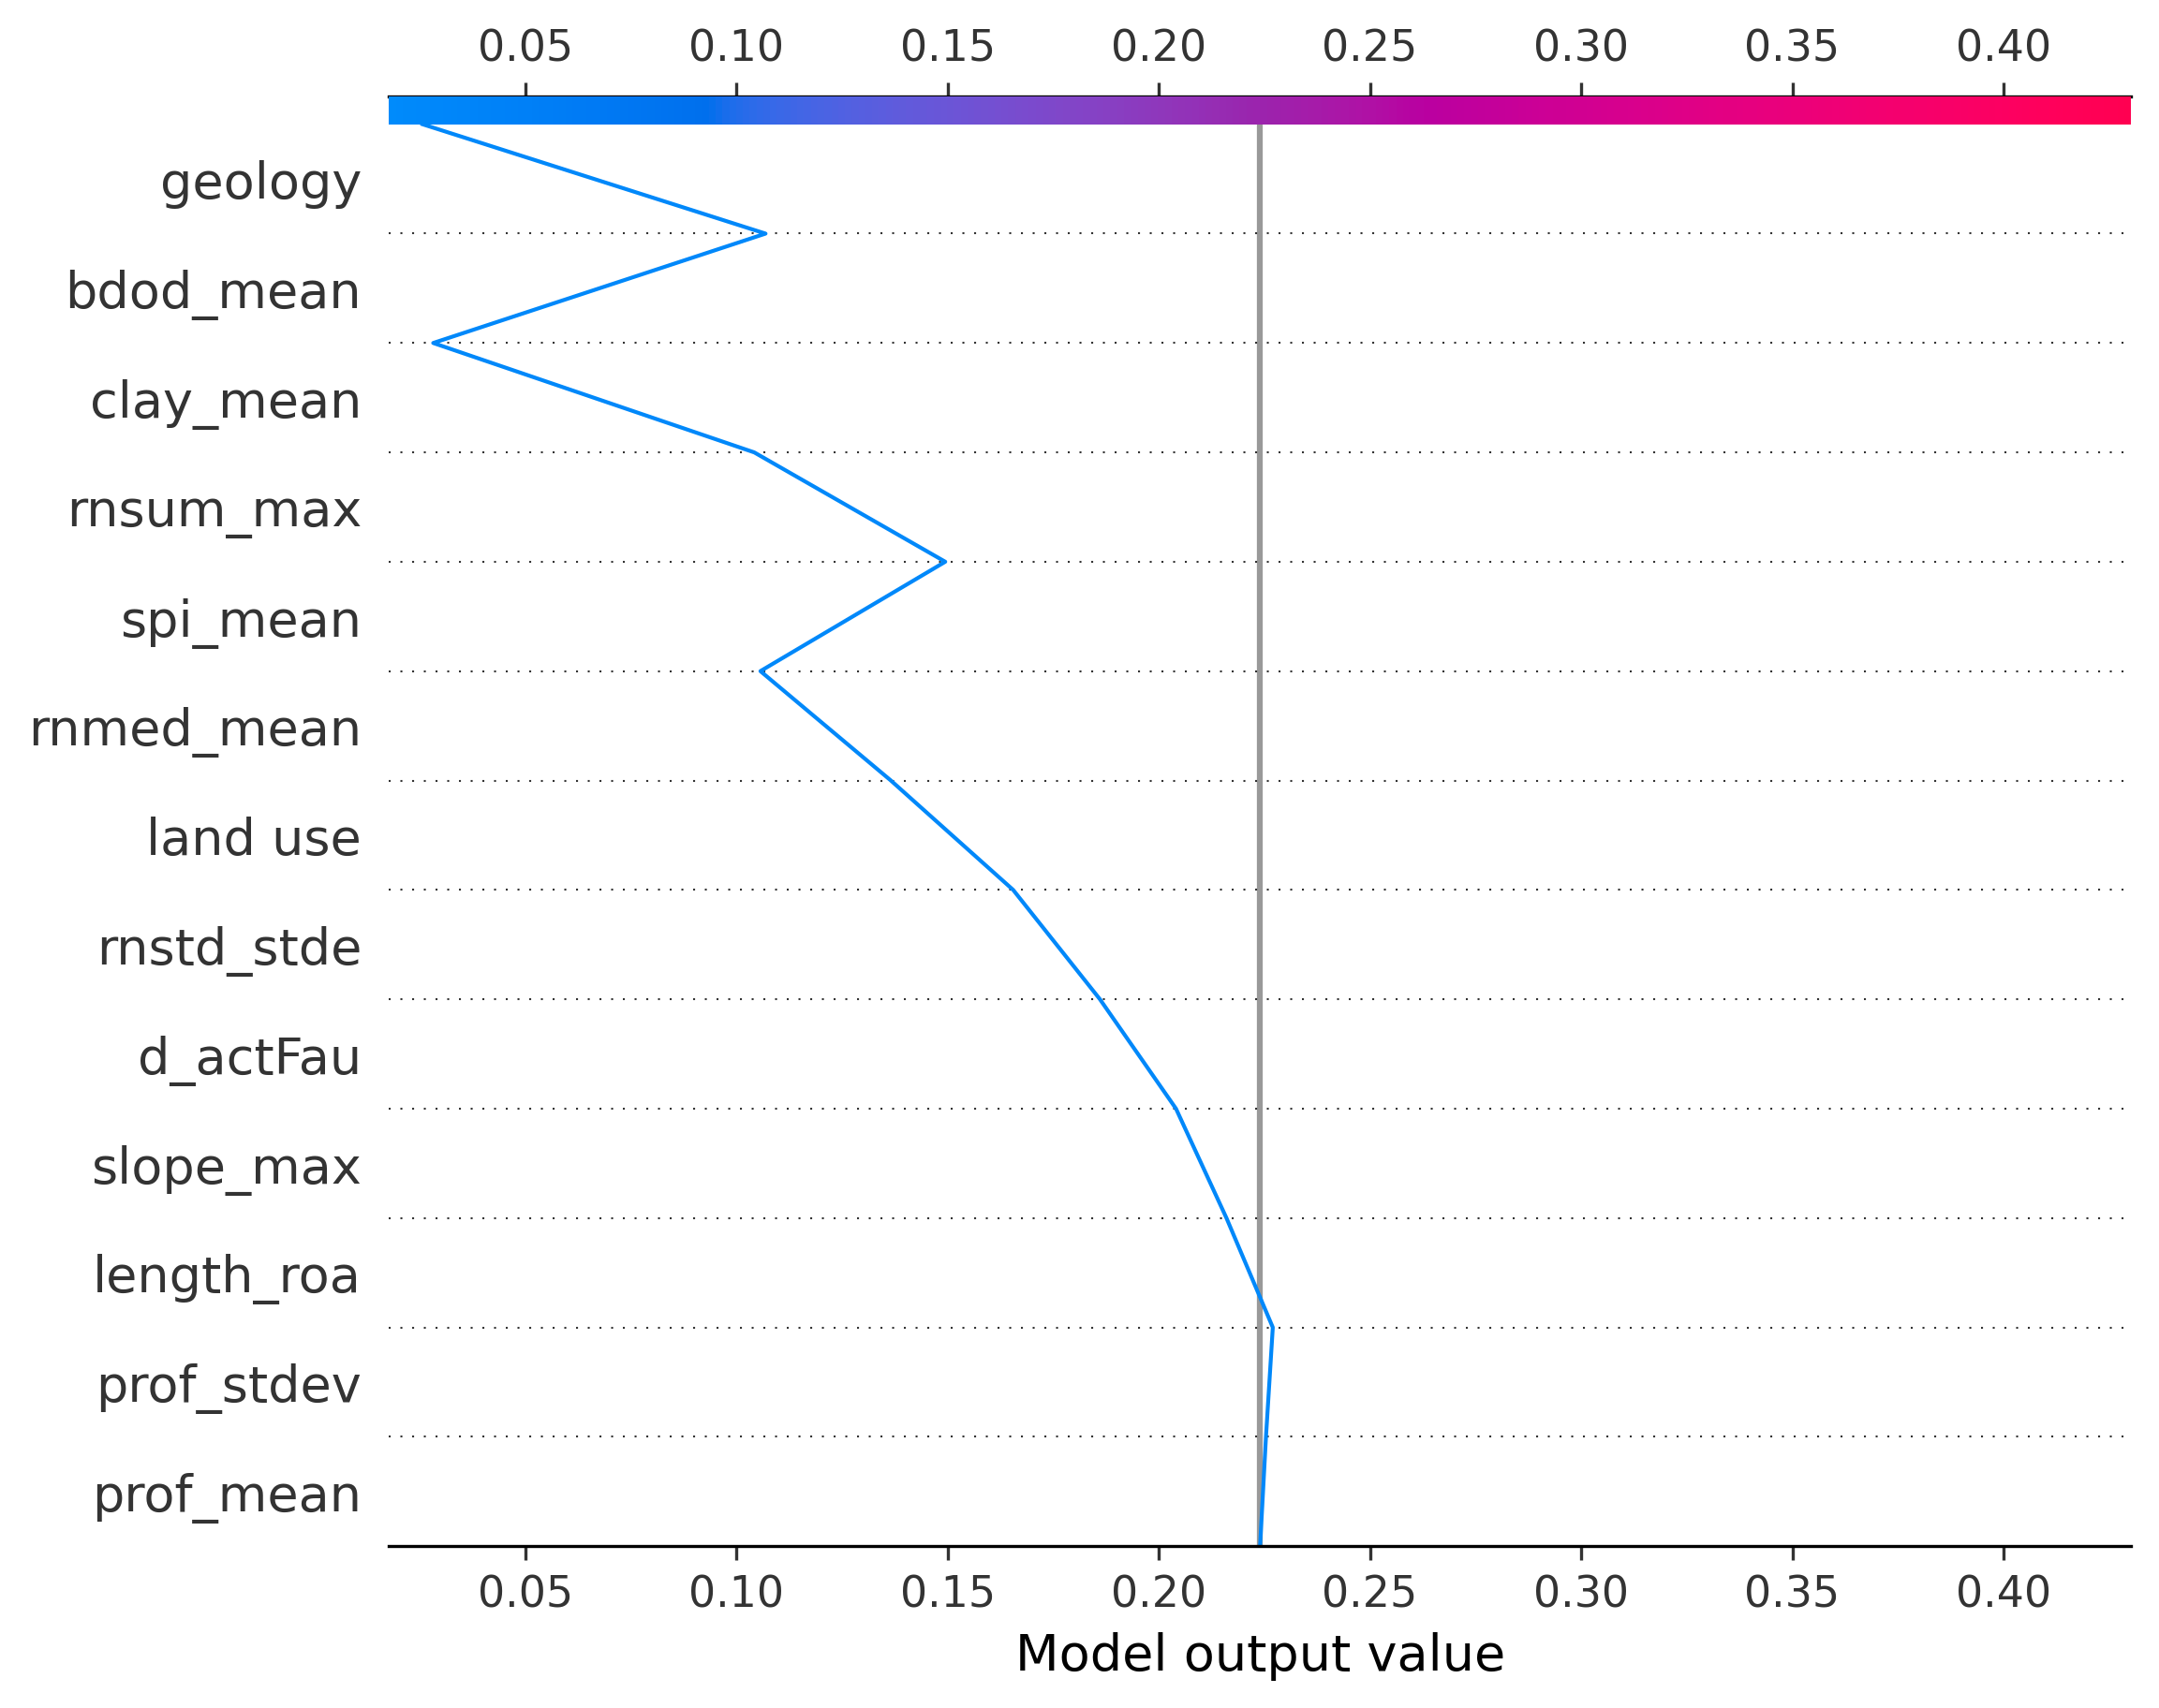 0.05 0.10 0.15 0.20 0.25 0.30 0.35 0.40
geology
bdod_mean
clay_mean
rnsum_max
spi_mean
rnmed_mean
land use
rnstd_stde
d_actFau
slope_max
length_roa
prof_stdev
prof_mean
0.05 0.10 0.15 0.20 0.25 0.30 0.35 0.40
Model output value